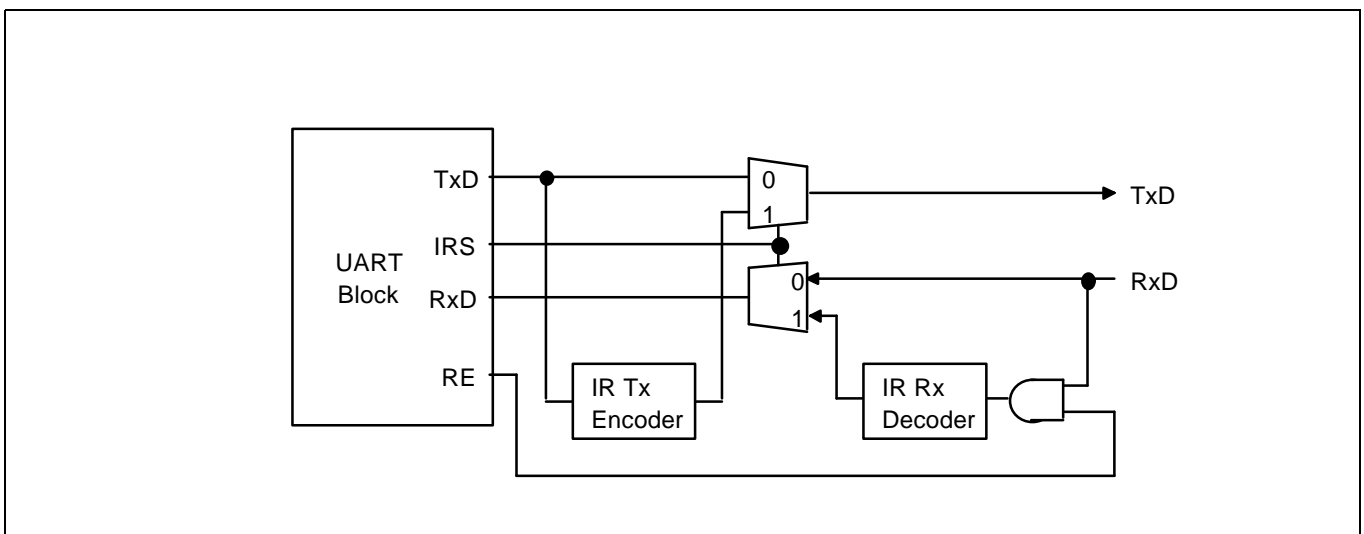 UART
Block
TxD
IRS
RxD
RE
0
1
0
1
IR Tx
Encoder
IR Rx
Decoder
TxD
RxD